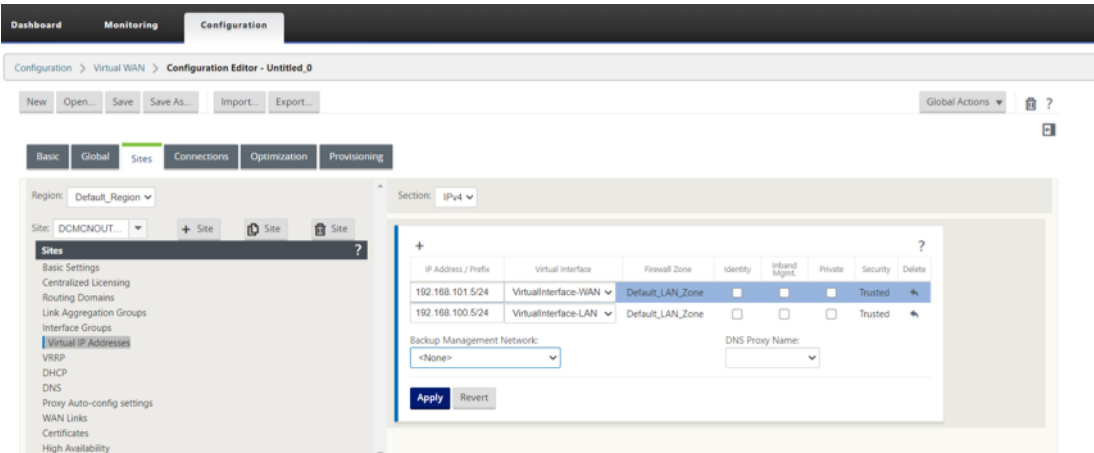 Dashboard Monitoring Configuration
Configuration > Virtual WAN > Configuration Editor - Untitled_0
New Open... Save Save As... Import... Export... Global Actions ?
Basic Global Sites Connections Optimization Provisioning
Region: Default_Region
Section: IPv4
Site: DCMCNOUT... + Site Site Site
Sites ?
Basic Settings
Centralized Licensing
Routing Domains
Link Aggregation Groups
Interface Groups
Virtual IP Addresses
VRRP
DHCP
DNS
Proxy Auto-config settings
WAN Links
Certificates
High Availability
+ ?
IP Address / Prefix Virtual Interface Firewall Zone Identity Inband Mgmt. Private Security Delete
192.168.101.5/24 VirtualInterface-WAN Default_LAN_Zone Trusted
192.168.100.5/24 VirtualInterface-LAN Default_LAN_Zone Trusted
Backup Management Network: DNS Proxy Name:
<None>
Apply Revert